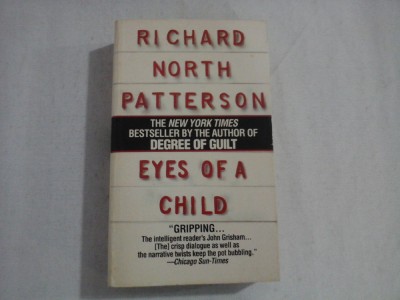 RICHARD
NORTH
PATTERSON
THE NEW YORK TIMES
BESTSELLER BY THE AUTHOR OF
DEGREE OF GUILT
EYES OF A
CHILD
"GRIPPING...
The intelligent reader's John Grisham...
[The] crisp dialogue as well as
the narrative twists keep the pot bubbling."
—Chicago Sun-Times